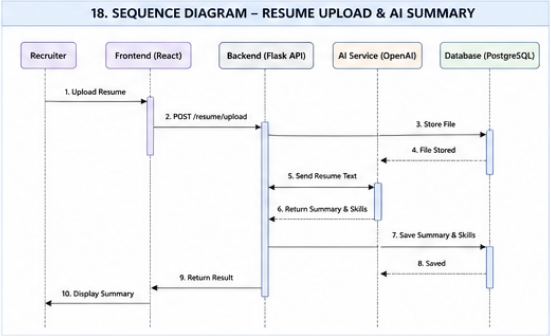 18. SEQUENCE DIAGRAM – RESUME UPLOAD & AI SUMMARY
Recruiter
Frontend (React)
Backend (Flask API)
AI Service (OpenAI)
Database (PostgreSQL)
1. Upload Resume
2. POST /resume/upload
3. Store File
4. File Stored
5. Send Resume Text
6. Return Summary & Skills
7. Save Summary & Skills
8. Saved
9. Return Result
10. Display Summary